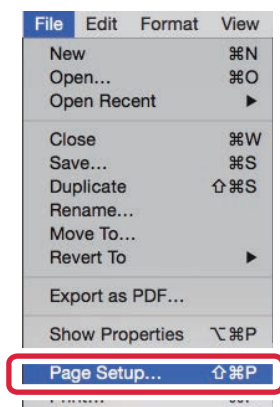 File Edit Format View
New ⌘N
Open... ⌘O
Open Recent ▶
Close ⌘W
Save... ⌘S
Duplicate ⇧⌘S
Rename...
Move To...
Revert To ▶
Export as PDF...
Show Properties ⌥⌘P
Page Setup... ⇧⌘P